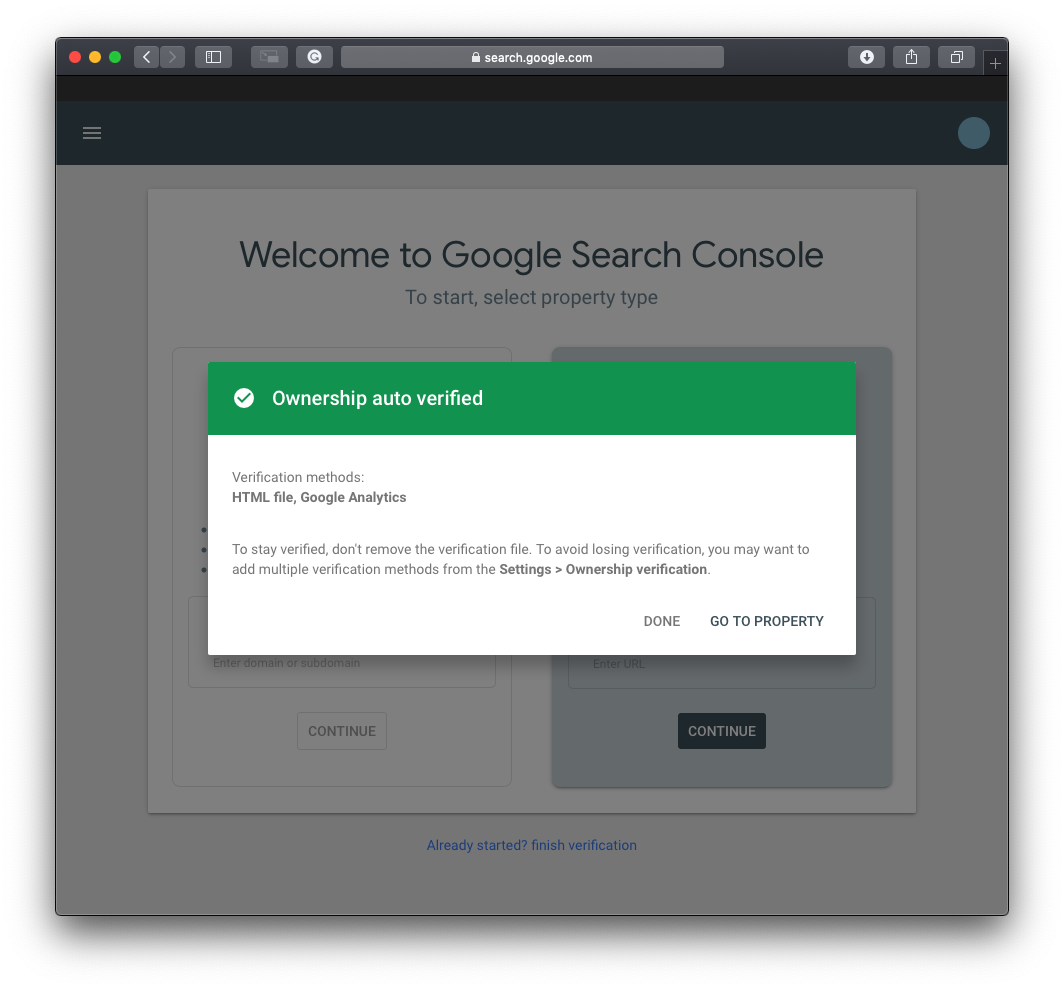 search.google.com
Welcome to Google Search Console
To start, select property type
Ownership auto verified
Verification methods:
HTML file, Google Analytics
To stay verified, don't remove the verification file. To avoid losing verification, you may want to
add multiple verification methods from the Settings > Ownership verification.
DONE GO TO PROPERTY
Enter domain or subdomain
Enter URL
CONTINUE
CONTINUE
Already started? finish verification